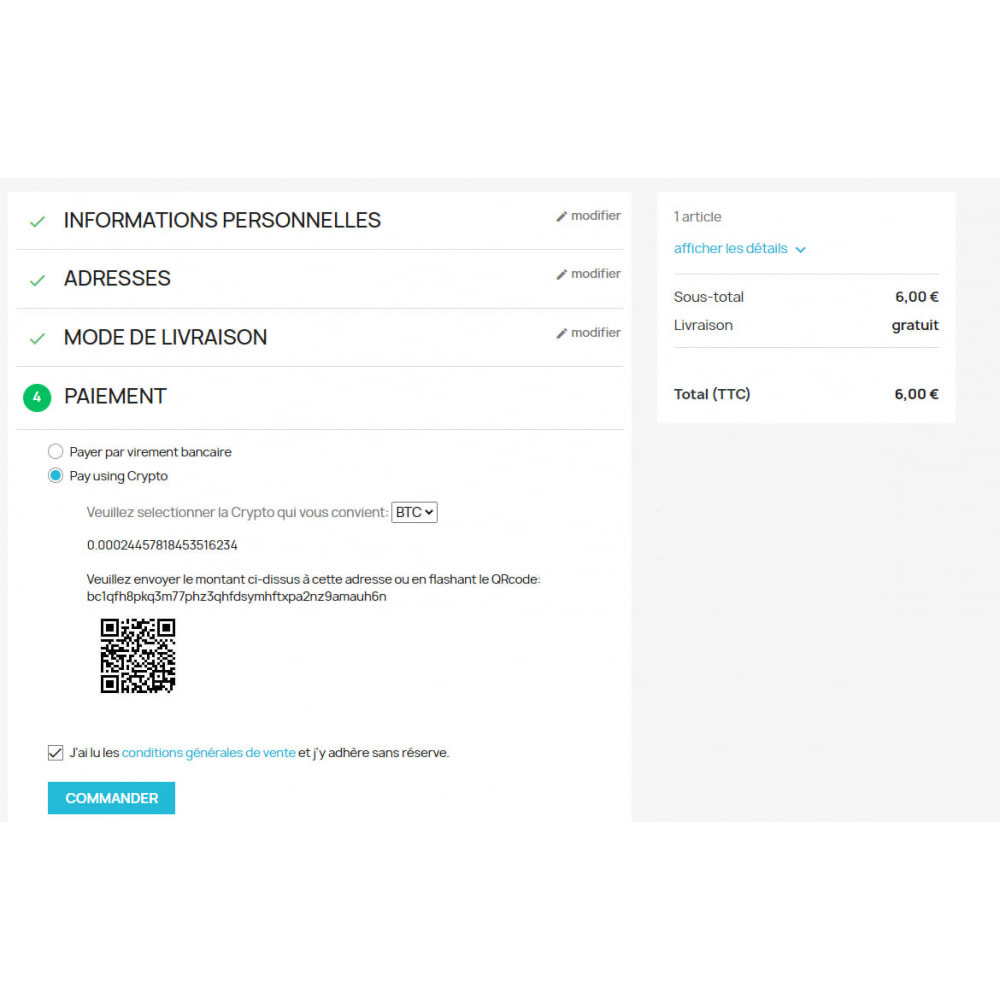 INFORMATIONS PERSONNELLES
modifier
ADRESSES
modifier
MODE DE LIVRAISON
modifier
4 PAIEMENT
Payer par virement bancaire
Pay using Crypto
Veuillez selectionner la Crypto qui vous convient: BTC
0.00024457818453516234
Veuillez envoyer le montant ci-dissus à cette adresse ou en flashant le QRcode:
bc1qfh8pkq3m77phz3qhfdsymhftxpa2nz9amauh6n
J'ai lu les conditions générales de vente et j'y adhère sans réserve.
COMMANDER
1 article
afficher les détails
Sous-total 6,00 €
Livraison gratuit
Total (TTC) 6,00 €